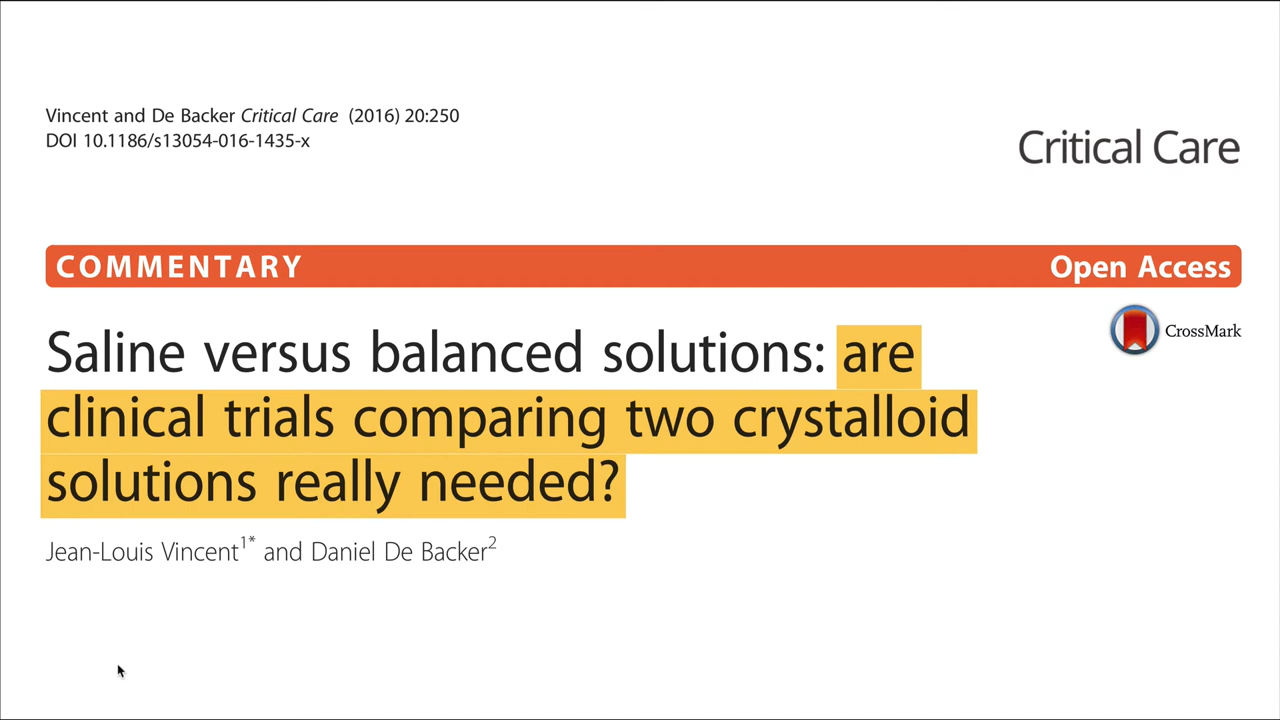 Vincent and De Backer Critical Care (2016) 20:250
DOI 10.1186/s13054-016-1435-x
Critical Care
COMMENTARY
Open Access
CrossMark
Saline versus balanced solutions: are
clinical trials comparing two crystalloid
solutions really needed?
Jean-Louis Vincent1* and Daniel De Backer2